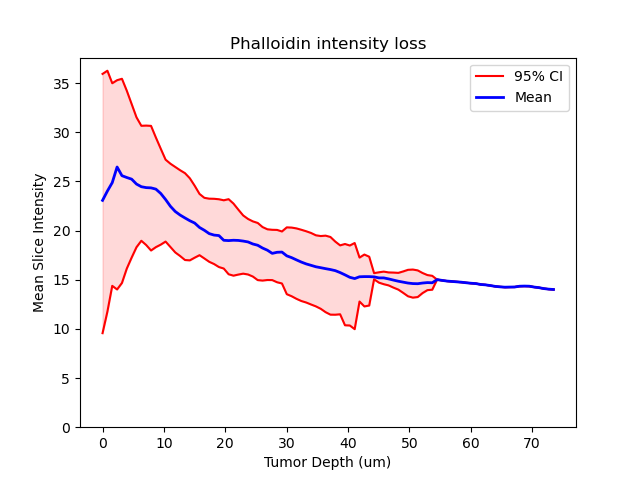 Phalloidin intensity loss
95% CI
Mean
Mean Slice Intensity
35
30
25
20
15
10
5
0
0 10 20 30 40 50 60 70
Tumor Depth (um)